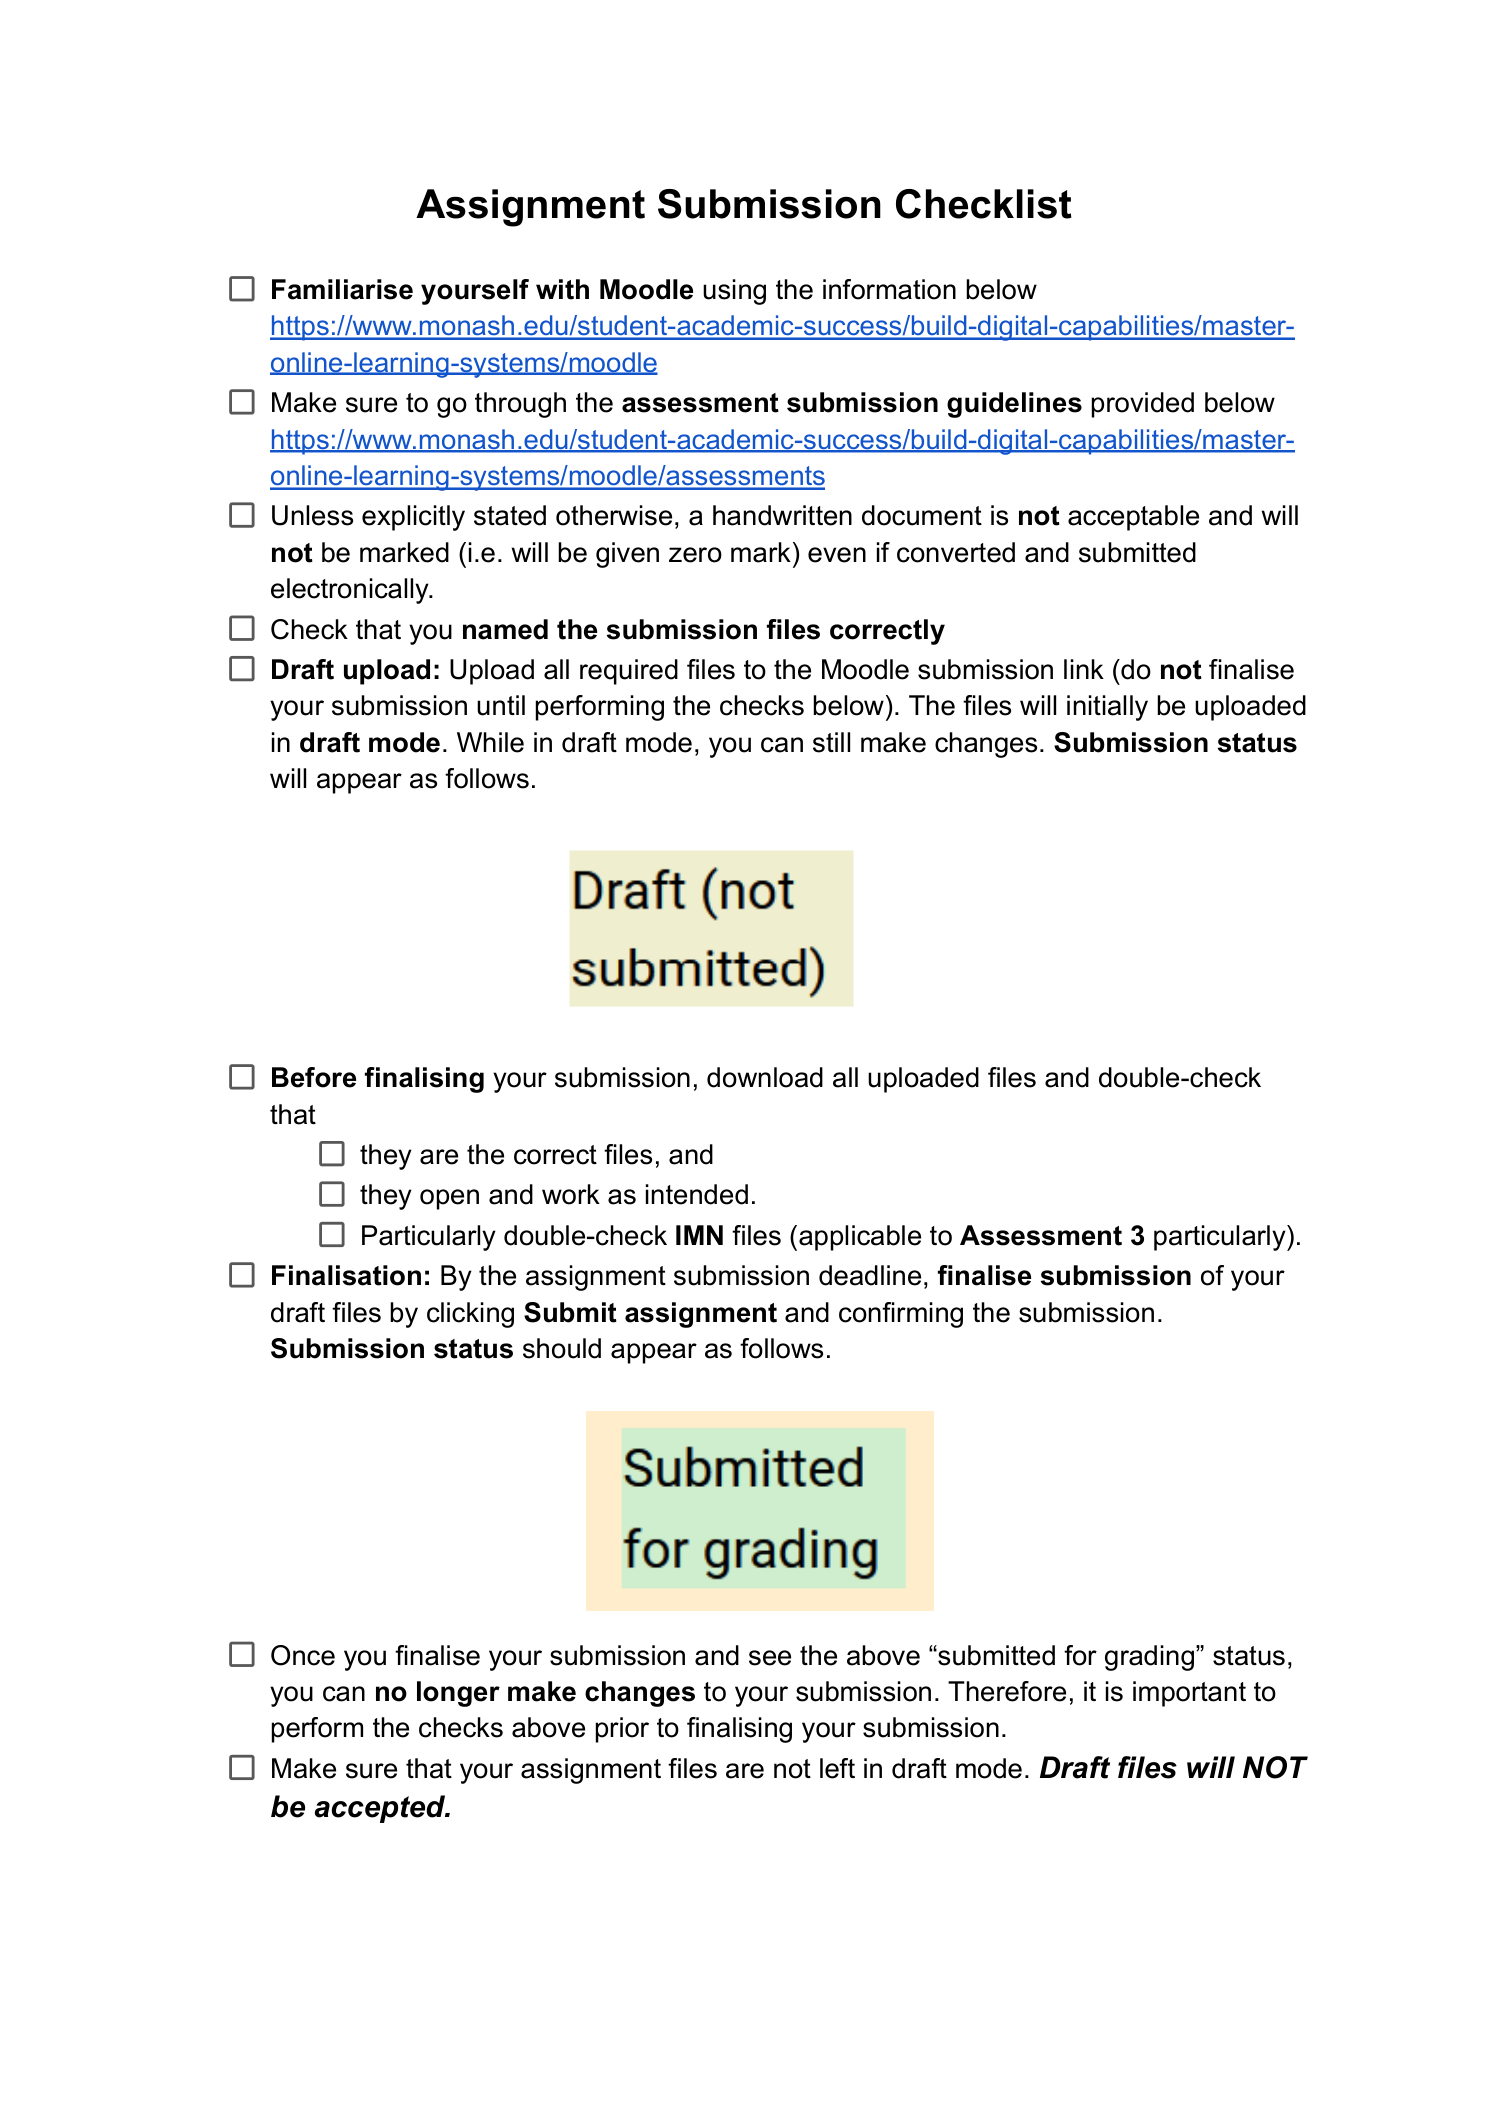 Assignment Submission Checklist
Familiarise yourself with Moodle using the information below
https://www.monash.edu/student-academic-success/build-digital-capabilities/master-
online-learning-systems/moodle
Make sure to go through the assessment submission guidelines provided below
https://www.monash.edu/student-academic-success/build-digital-capabilities/master-
online-learning-systems/moodle/assessments
Unless explicitly stated otherwise, a handwritten document is not acceptable and will
not be marked (i.e. will be given zero mark) even if converted and submitted
electronically.
Check that you named the submission files correctly
Draft upload: Upload all required files to the Moodle submission link (do not finalise
your submission until performing the checks below). The files will initially be uploaded
in draft mode. While in draft mode, you can still make changes. Submission status
will appear as follows.
Draft (not
submitted)
Before finalising your submission, download all uploaded files and double-check
that
they are the correct files, and
they open and work as intended.
Particularly double-check IMN files (applicable to Assessment 3 particularly).
Finalisation: By the assignment submission deadline, finalise submission of your
draft files by clicking Submit assignment and confirming the submission.
Submission status should appear as follows.
Submitted
for grading
Once you finalise your submission and see the above “submitted for grading” status,
you can no longer make changes to your submission. Therefore, it is important to
perform the checks above prior to finalising your submission.
Make sure that your assignment files are not left in draft mode. Draft files will NOT
be accepted.